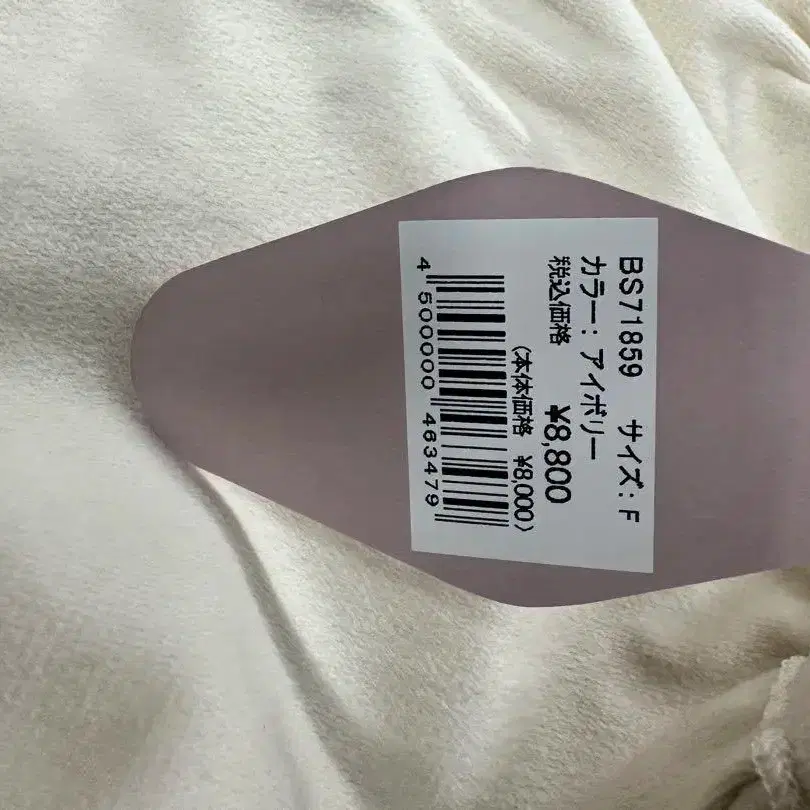 BS71859 サイズ: F
カラー: アイボリー
税込価格 ¥8,800
(本体価格 ¥8,000)
4 500000 463479